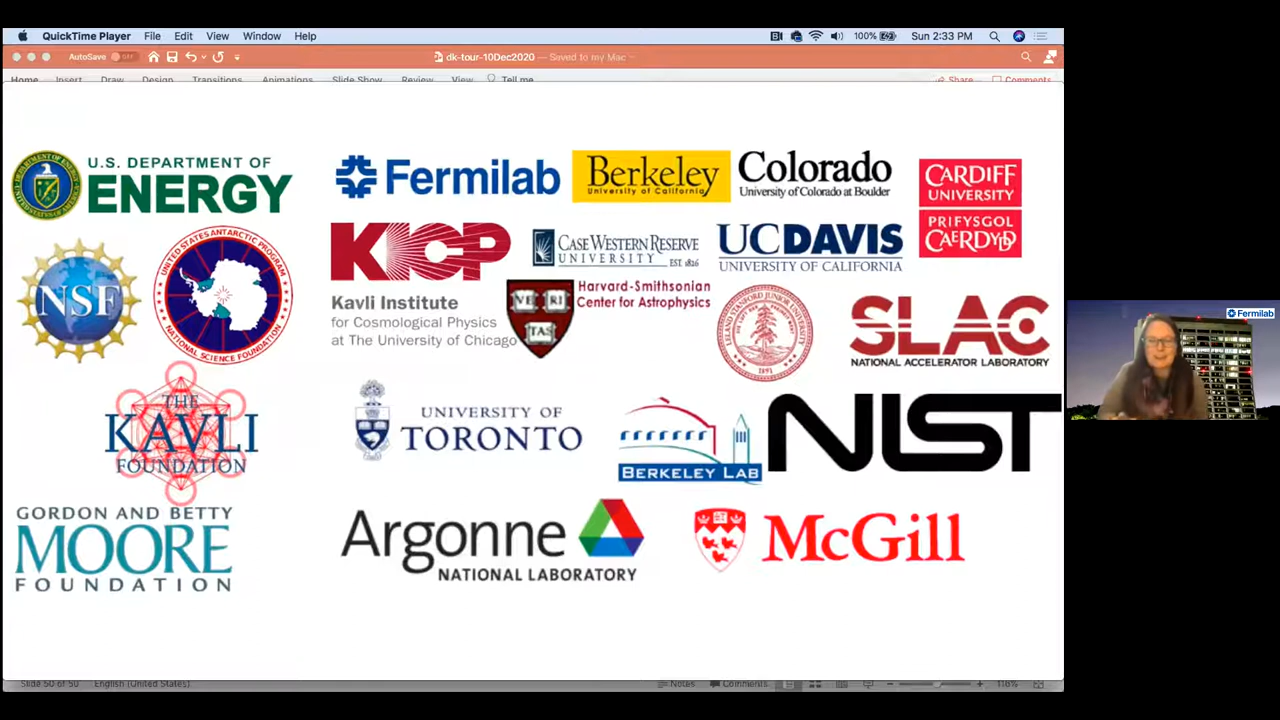 QuickTime Player File Edit View Window Help 100% Sun 2:33 PM
AutoSave OFF dk-tour-10Dec2020 — Saved to my Mac
Home Insert Draw Design Transitions Animations Slide Show Review View Tell me Share Comments
U.S. DEPARTMENT OF
ENERGY
Fermilab
Berkeley
University of California
Colorado
University of Colorado at Boulder
CARDIFF
UNIVERSITY
PRIFYSGOL
CAERDYDD
NSF
UNITED STATES ANTARCTIC PROGRAM
NATIONAL SCIENCE FOUNDATION
KICP
Kavli Institute
for Cosmological Physics
at The University of Chicago
CASE WESTERN RESERVE
UNIVERSITY EST. 1826
UCDAVIS
UNIVERSITY OF CALIFORNIA
VE RI
TAS
Harvard-Smithsonian
Center for Astrophysics
LELAND STANFORD JUNIOR UNIVERSITY
1891
SLAC
NATIONAL ACCELERATOR LABORATORY
Fermilab
THE
KAVLI
FOUNDATION
UNIVERSITY OF
TORONTO
BERKELEY LAB
NIST
GORDON AND BETTY
MOORE
FOUNDATION
Argonne
NATIONAL LABORATORY
McGill
Slide 50 of 50 English (United States) Notes Comments 116%